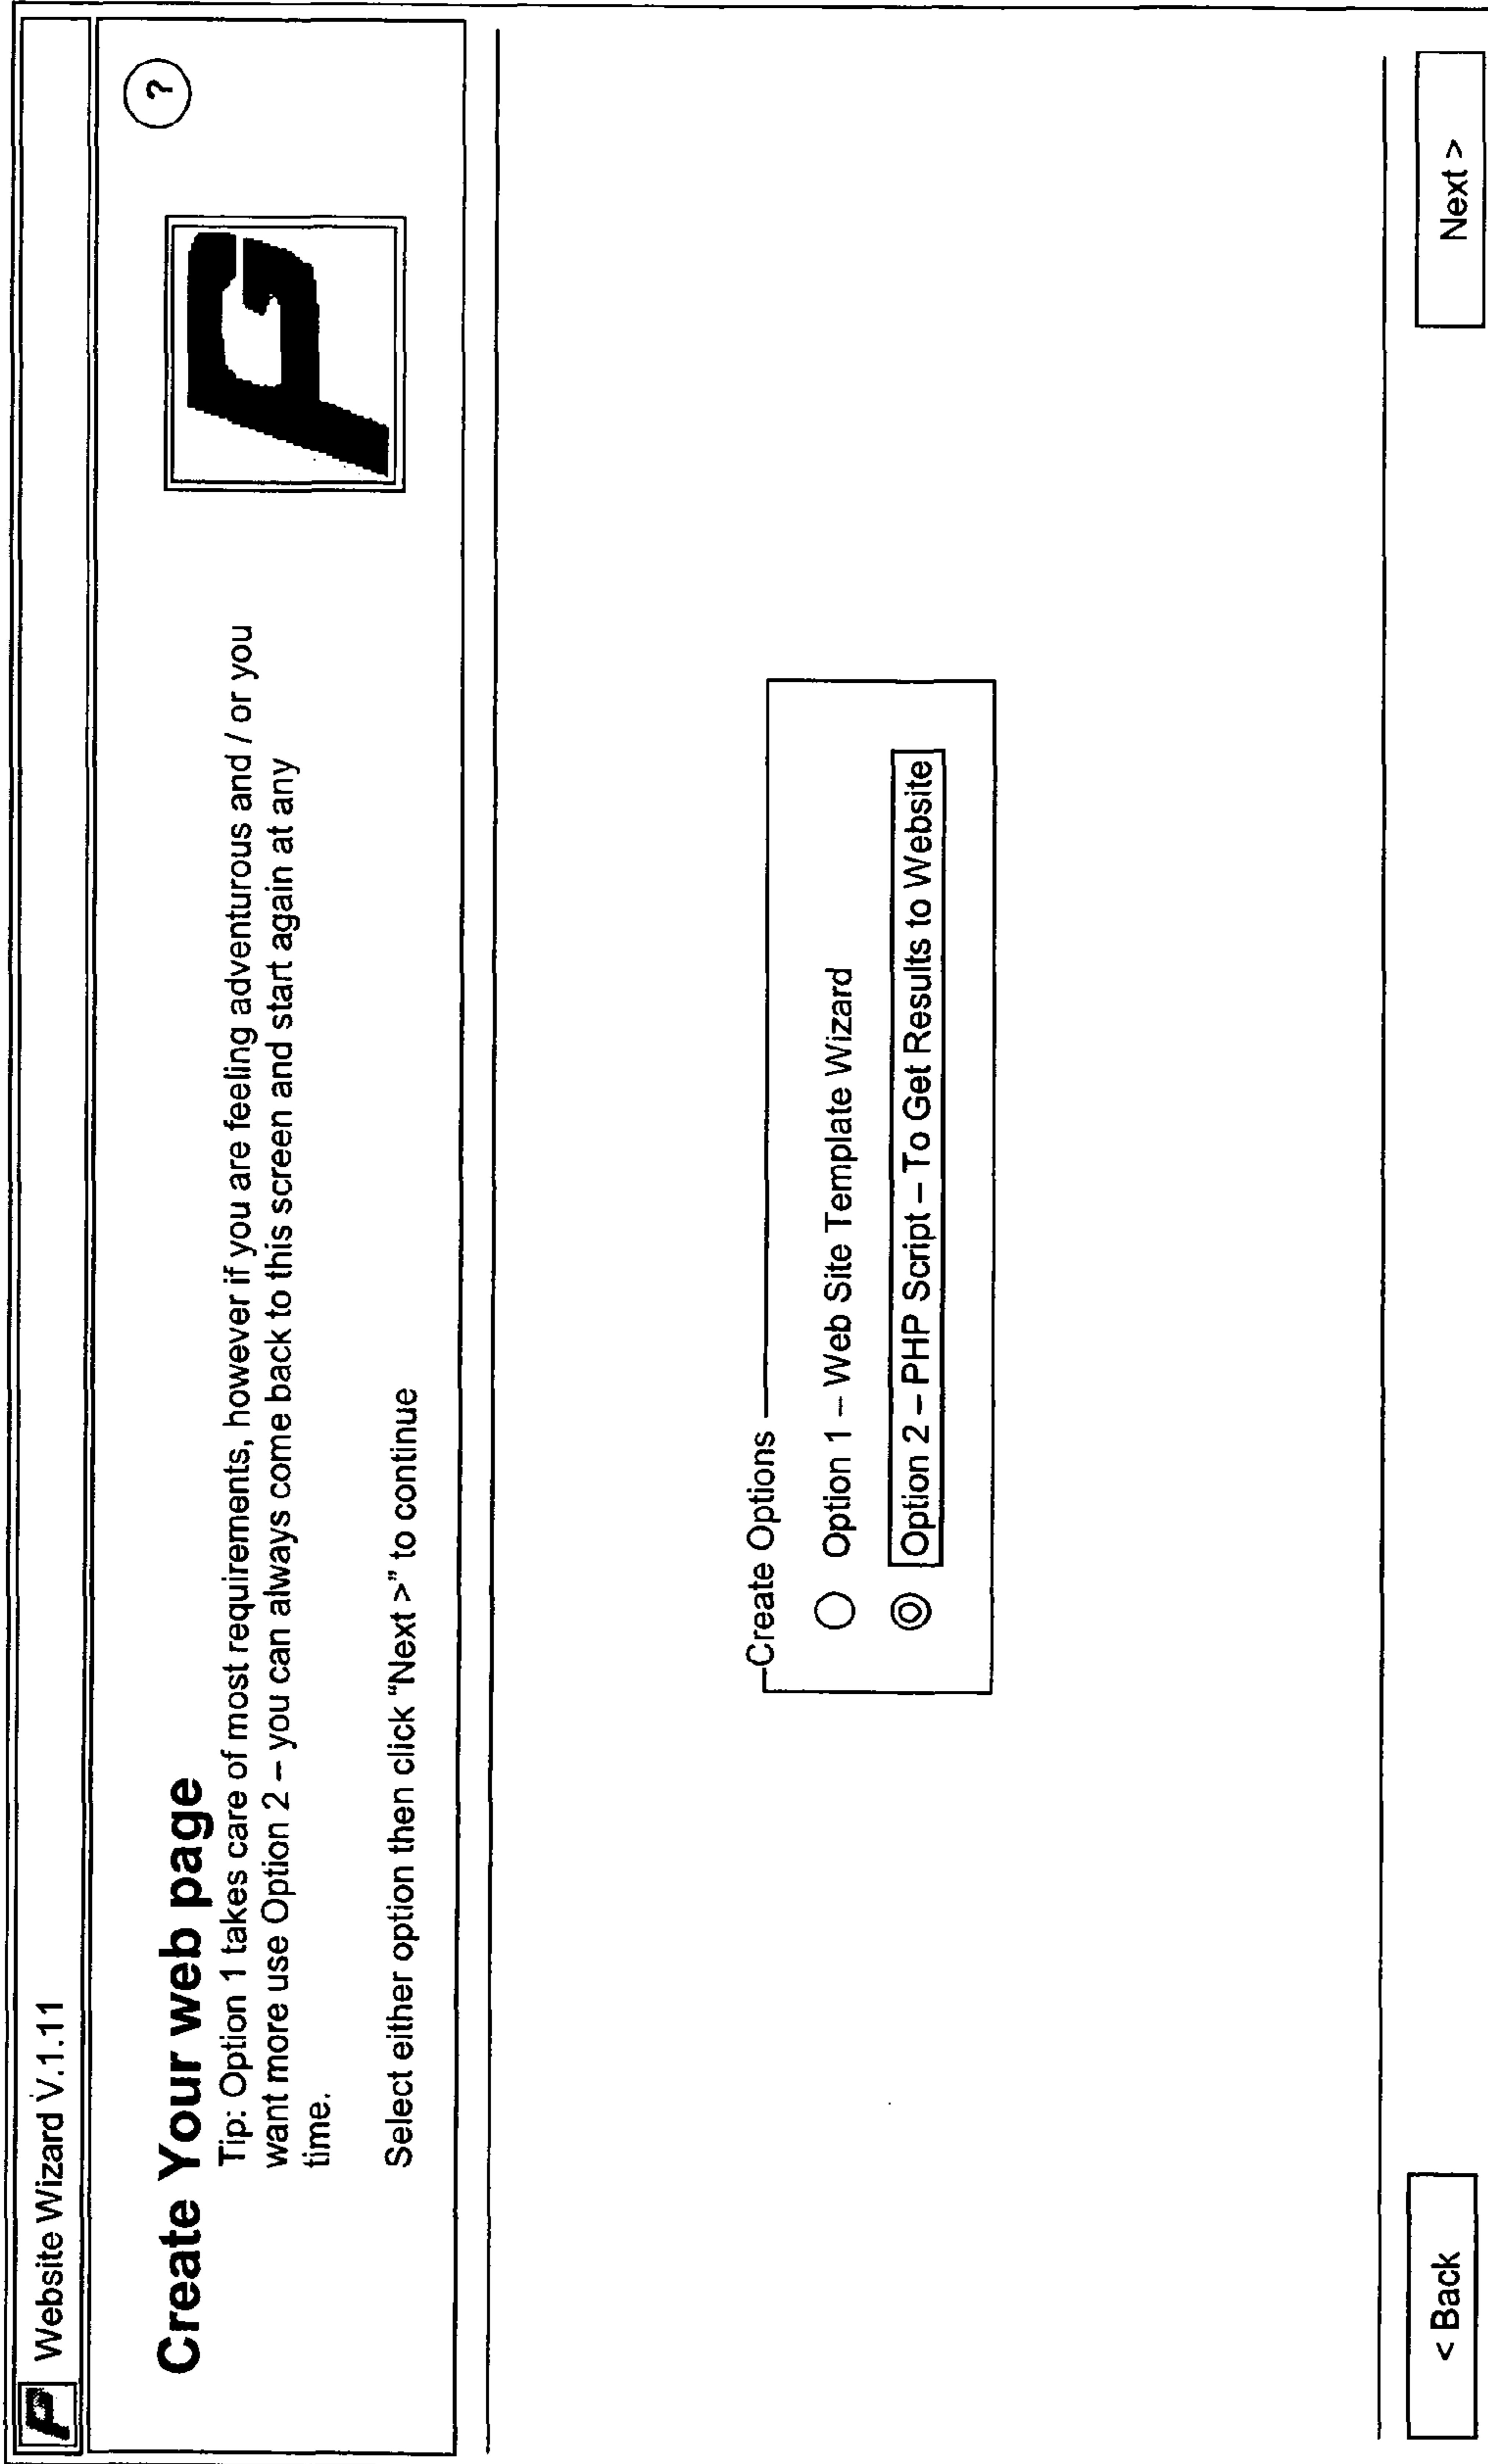 Website Wizard V.1.11
?
Create Your web page
Tip: Option 1 takes care of most requirements, however if you are feeling adventurous and / or you
want more use Option 2 – you can always come back to this screen and start again at any
time.
Select either option then click “Next >” to continue
Create Options
Option 1 – Web Site Template Wizard
Option 2 – PHP Script – To Get Results to Website
< Back
Next >